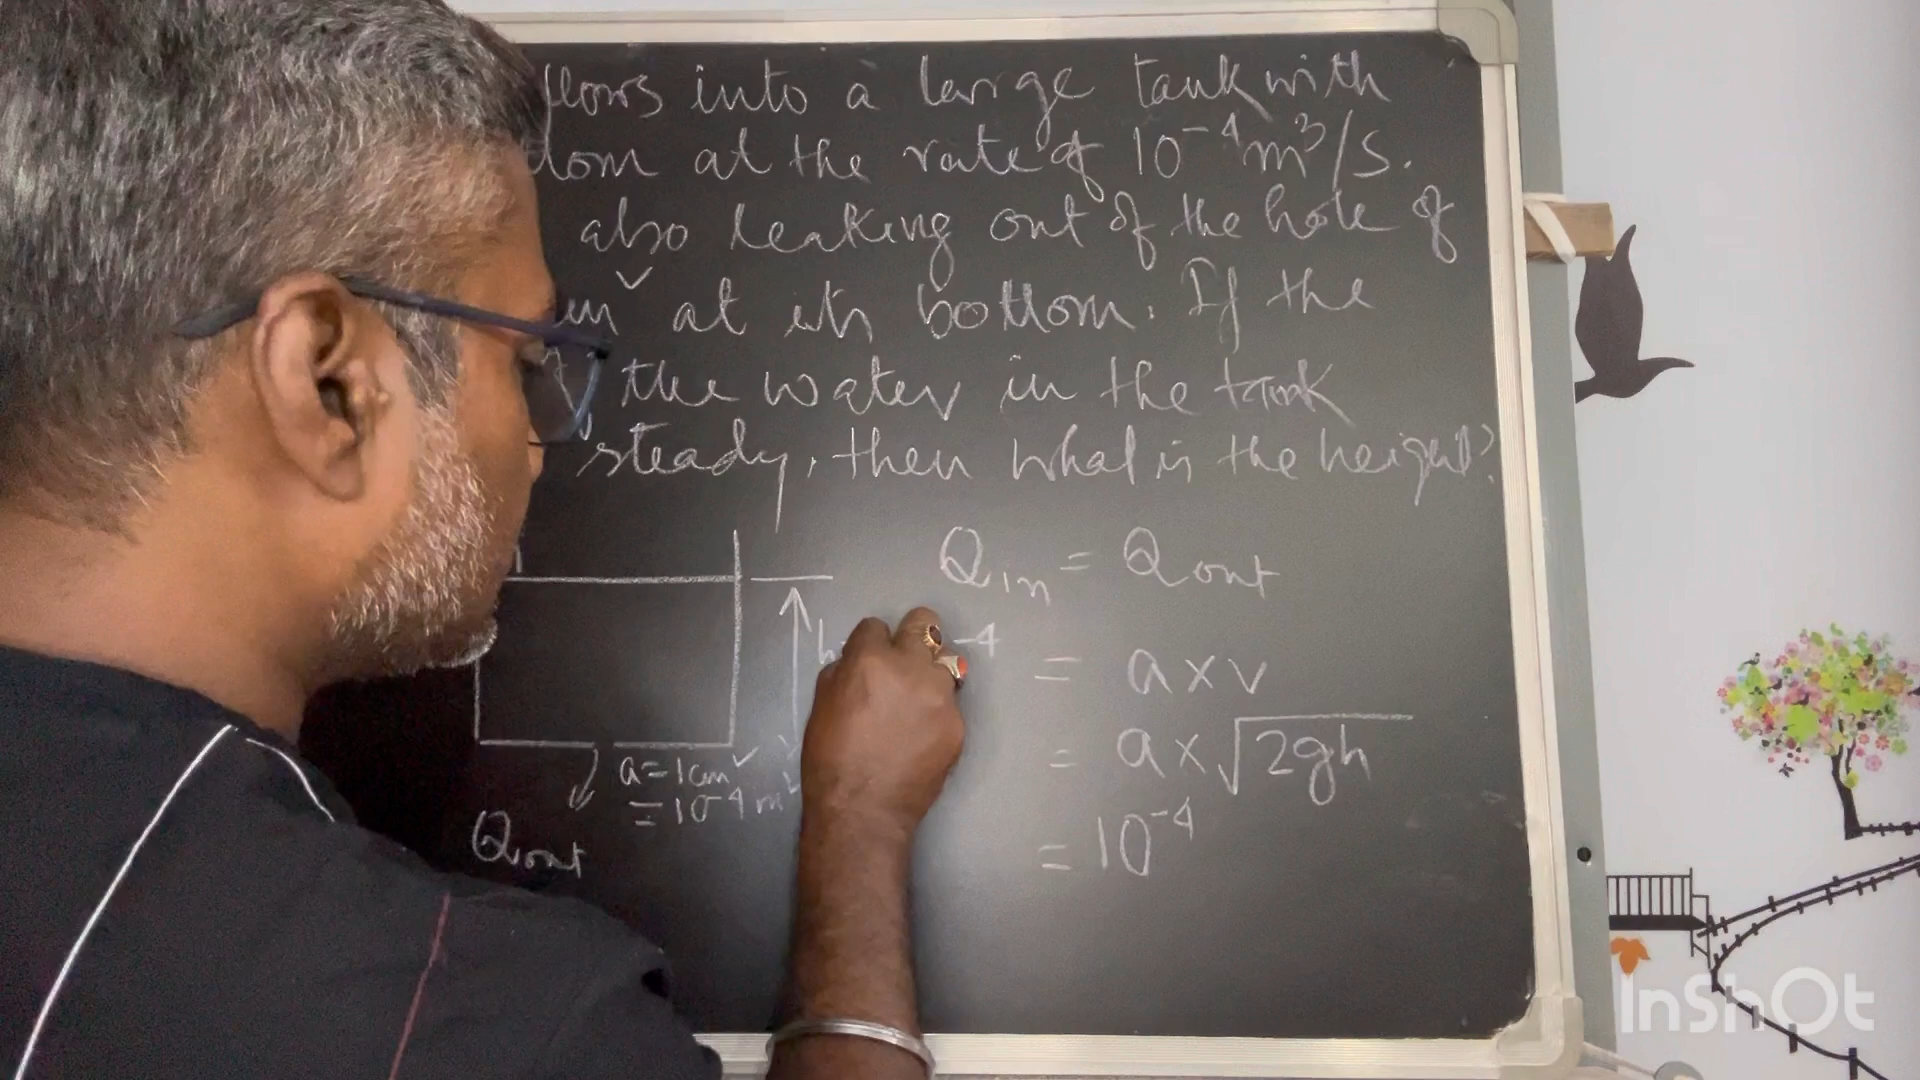 flows into a large tank with
at the rate of 10⁻⁴ m³/s.
also leaking out of the hole of
at its bottom. If the
the water in the tank
steady, then what is the height?
Qin = Qout
h
-4 = a×v
= a×√2gh
a=1cm²
= 10⁻⁴ m²
= 10⁻⁴
Qout
InShOt